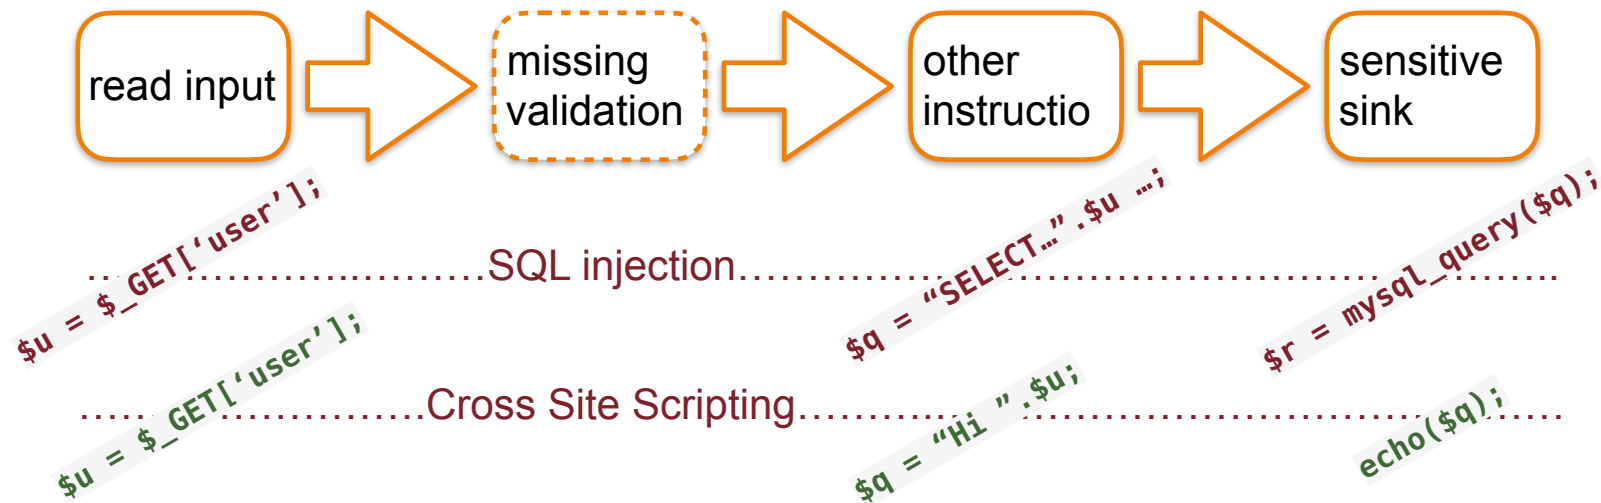 read input
missing
validation
other
instructio
sensitive
sink
$u = $_GET[‘user’];
……………………………SQL injection……………………………………………………………
$q = “SELECT…”.$u …;
$r = mysql_query($q);
$u = $_GET[‘user’];
………………………Cross Site Scripting…………………………………………………………
$q = “Hi ”.$u;
echo($q);